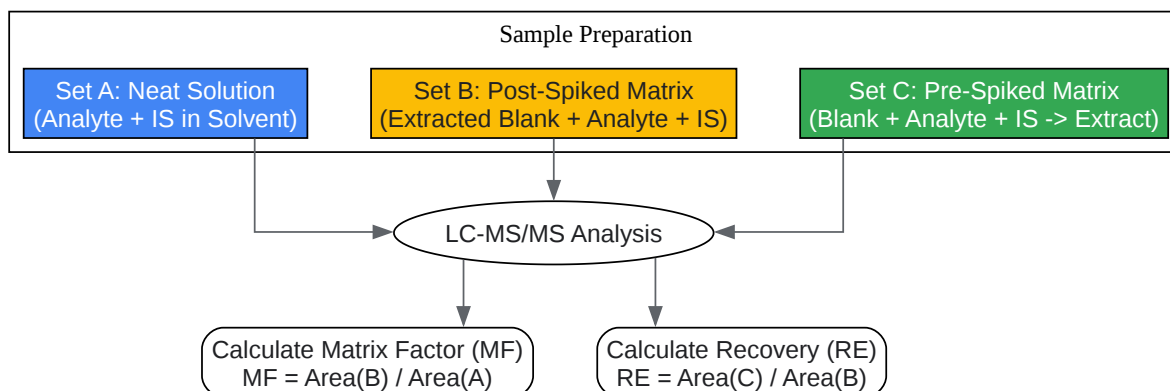 Sample Preparation
Set A: Neat Solution
(Analyte + IS in Solvent)
Set B: Post-Spiked Matrix
(Extracted Blank + Analyte + IS)
Set C: Pre-Spiked Matrix
(Blank + Analyte + IS -> Extract)
LC-MS/MS Analysis
Calculate Matrix Factor (MF)
MF = Area(B) / Area(A)
Calculate Recovery (RE)
RE = Area(C) / Area(B)